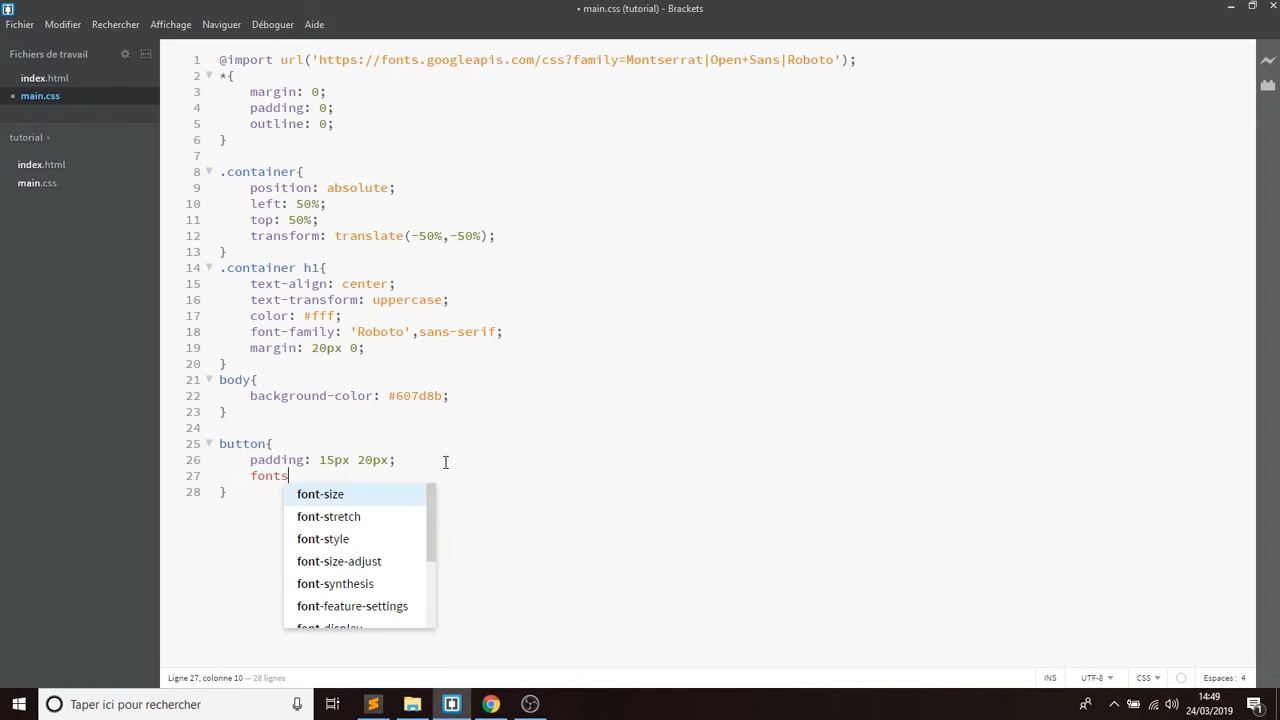 • main.css (tutorial) - Brackets
Fichier Modifier Rechercher Affichage Naviguer Déboguer Aide
Fichiers de travail
index.html
• main.css
tutorial
index.html
main.css
1 @import url('https://fonts.googleapis.com/css?family=Montserrat|Open+Sans|Roboto');
2 *{
3 margin: 0;
4 padding: 0;
5 outline: 0;
6 }
7
8 .container{
9 position: absolute;
10 left: 50%;
11 top: 50%;
12 transform: translate(-50%,-50%);
13 }
14 .container h1{
15 text-align: center;
16 text-transform: uppercase;
17 color: #fff;
18 font-family: 'Roboto',sans-serif;
19 margin: 20px 0;
20 }
21 body{
22 background-color: #607d8b;
23 }
24
25 button{
26 padding: 15px 20px;
27 fonts
28 }
font-size
font-stretch
font-style
font-size-adjust
font-synthesis
font-feature-settings
font-display
Ligne 27, colonne 10 — 28 lignes
INS UTF-8 CSS Espaces : 4
Taper ici pour rechercher
14:49
24/03/2019
1